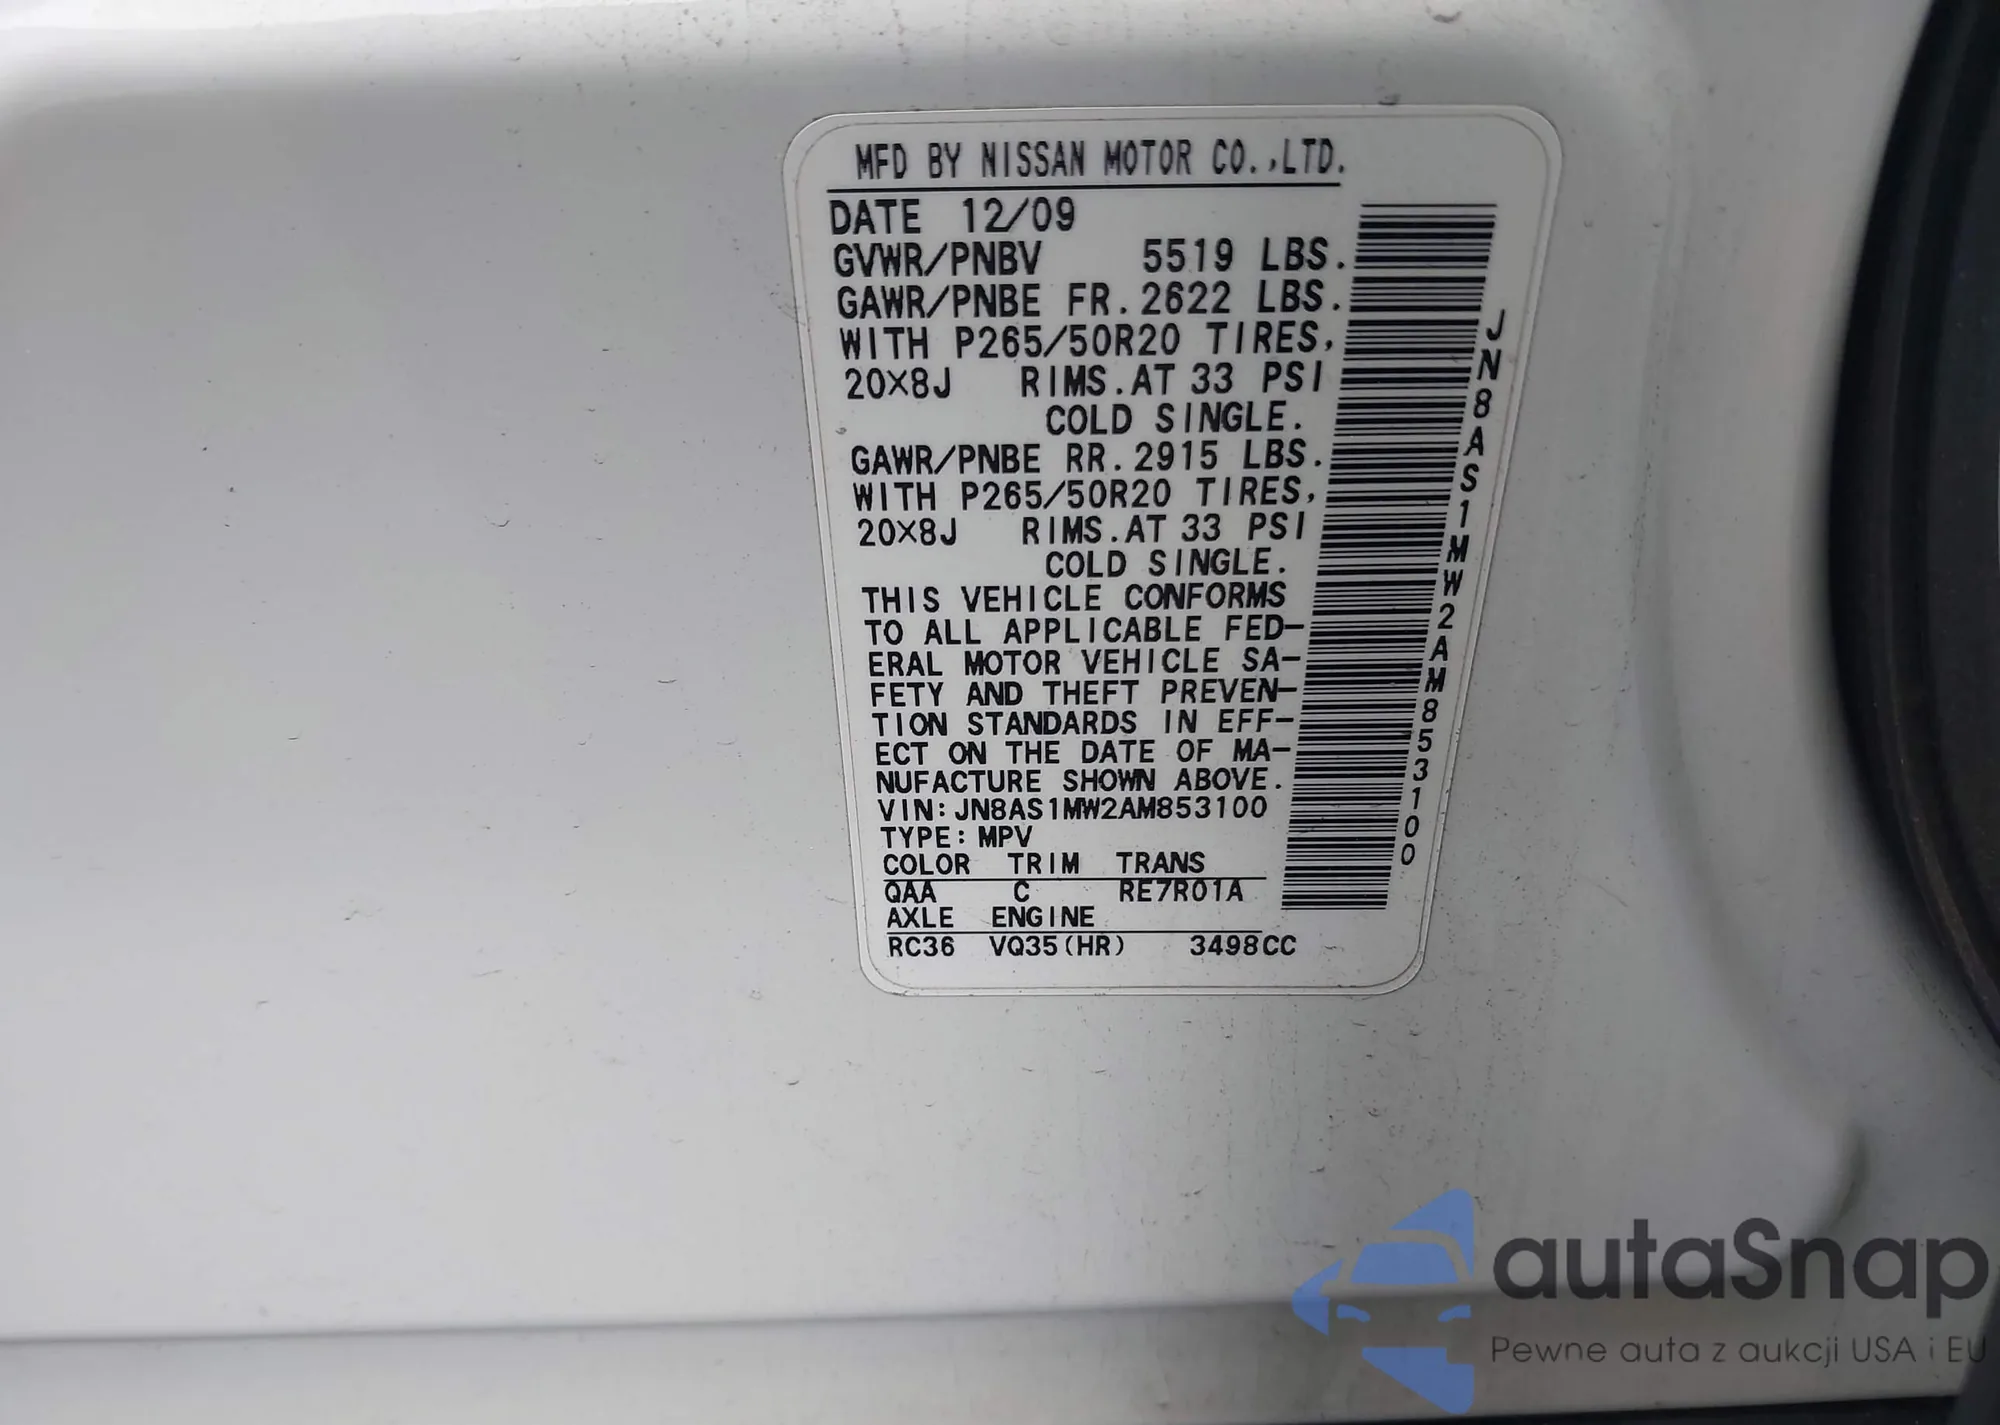 MFD BY NISSAN MOTOR CO.,LTD.
DATE 12/09
GVWR/PNBV 5519 LBS.
GAWR/PNBE FR.2622 LBS.
WITH P265/50R20 TIRES,
20×8J RIMS.AT 33 PSI
COLD SINGLE.
GAWR/PNBE RR.2915 LBS.
WITH P265/50R20 TIRES,
20×8J RIMS.AT 33 PSI
COLD SINGLE.
THIS VEHICLE CONFORMS
TO ALL APPLICABLE FED-
ERAL MOTOR VEHICLE SA-
FETY AND THEFT PREVEN-
TION STANDARDS IN EFF-
ECT ON THE DATE OF MA-
NUFACTURE SHOWN ABOVE.
VIN:JN8AS1MW2AM853100
TYPE:MPV
COLOR TRIM TRANS
QAA C RE7R01A
AXLE ENGINE
RC36 VQ35(HR) 3498CC
JN8AS1MW2AM853100
autaSnap
Pewne auta z aukcji USA i EU